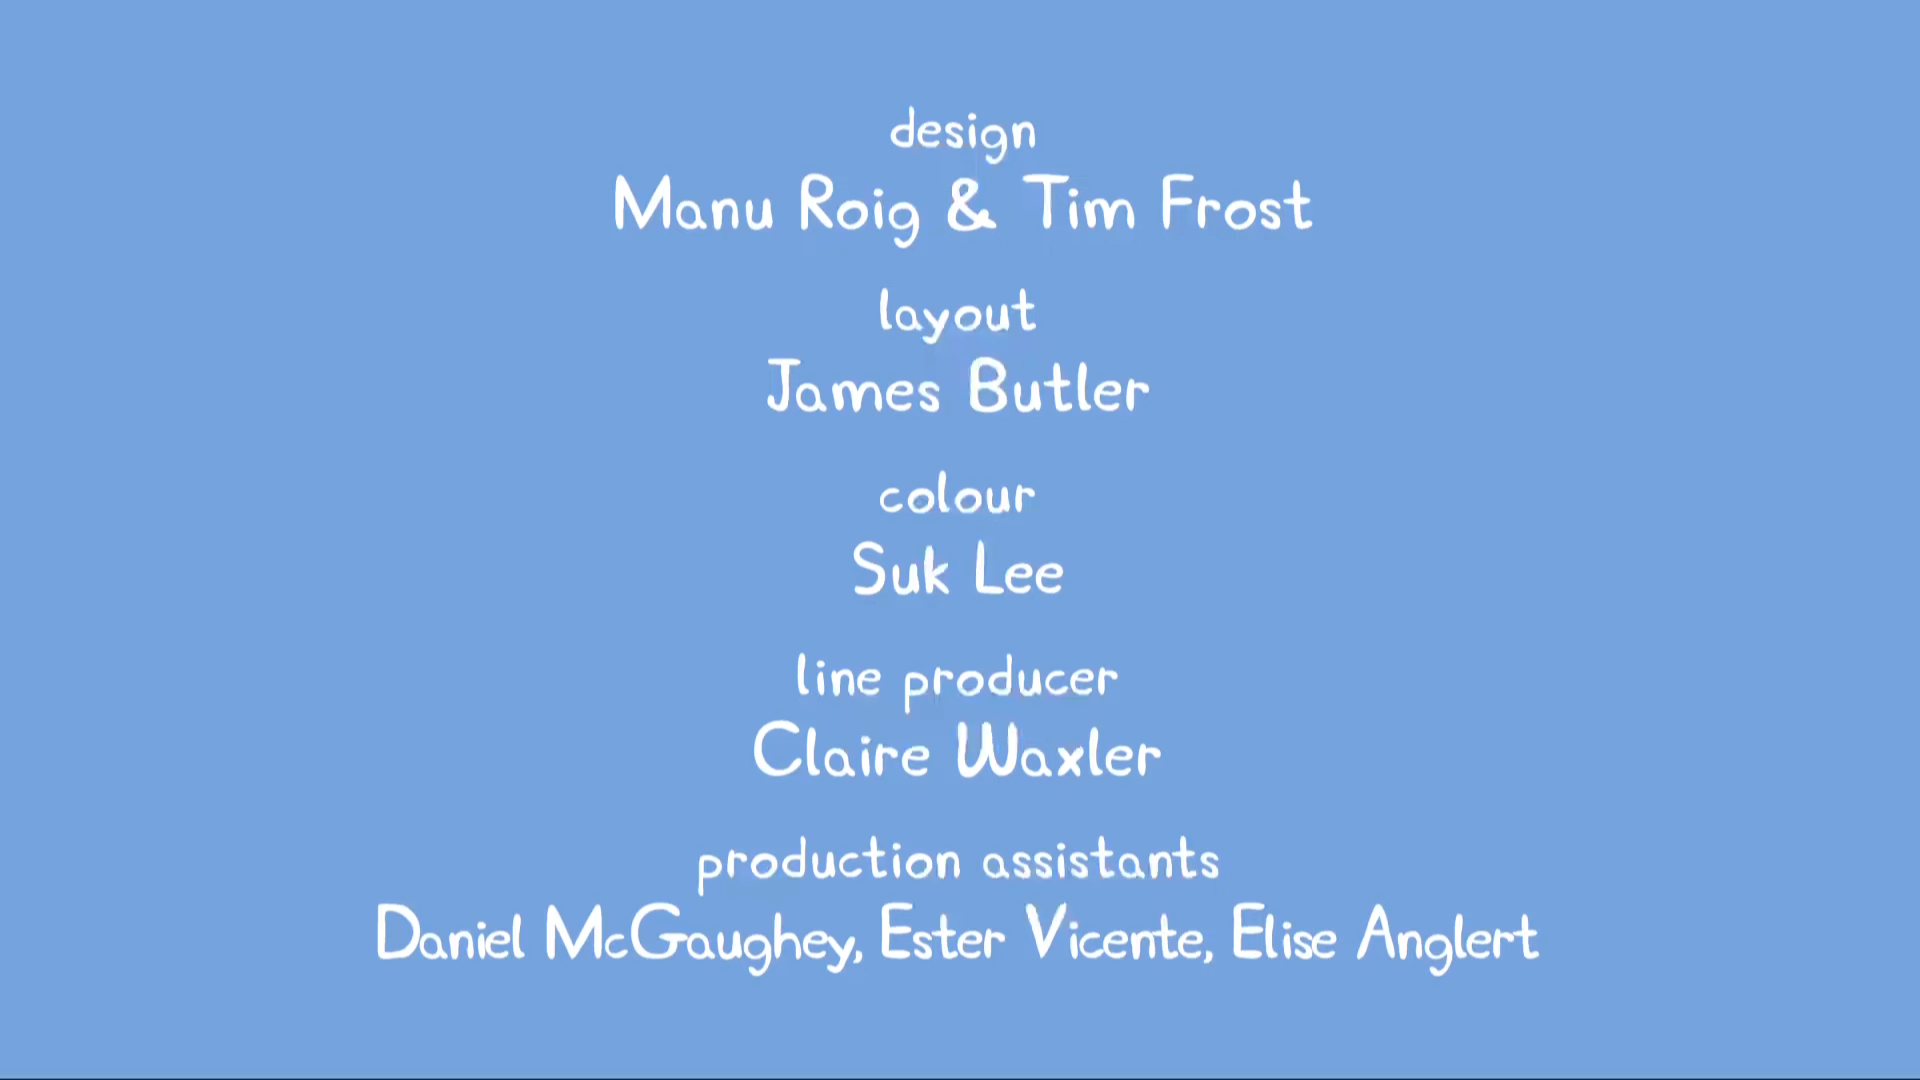 design
Manu Roig & Tim Frost
layout
James Butler
colour
Suk Lee
line producer
Claire Waxler
production assistants
Daniel McGaughey, Ester Vicente, Elise Anglert